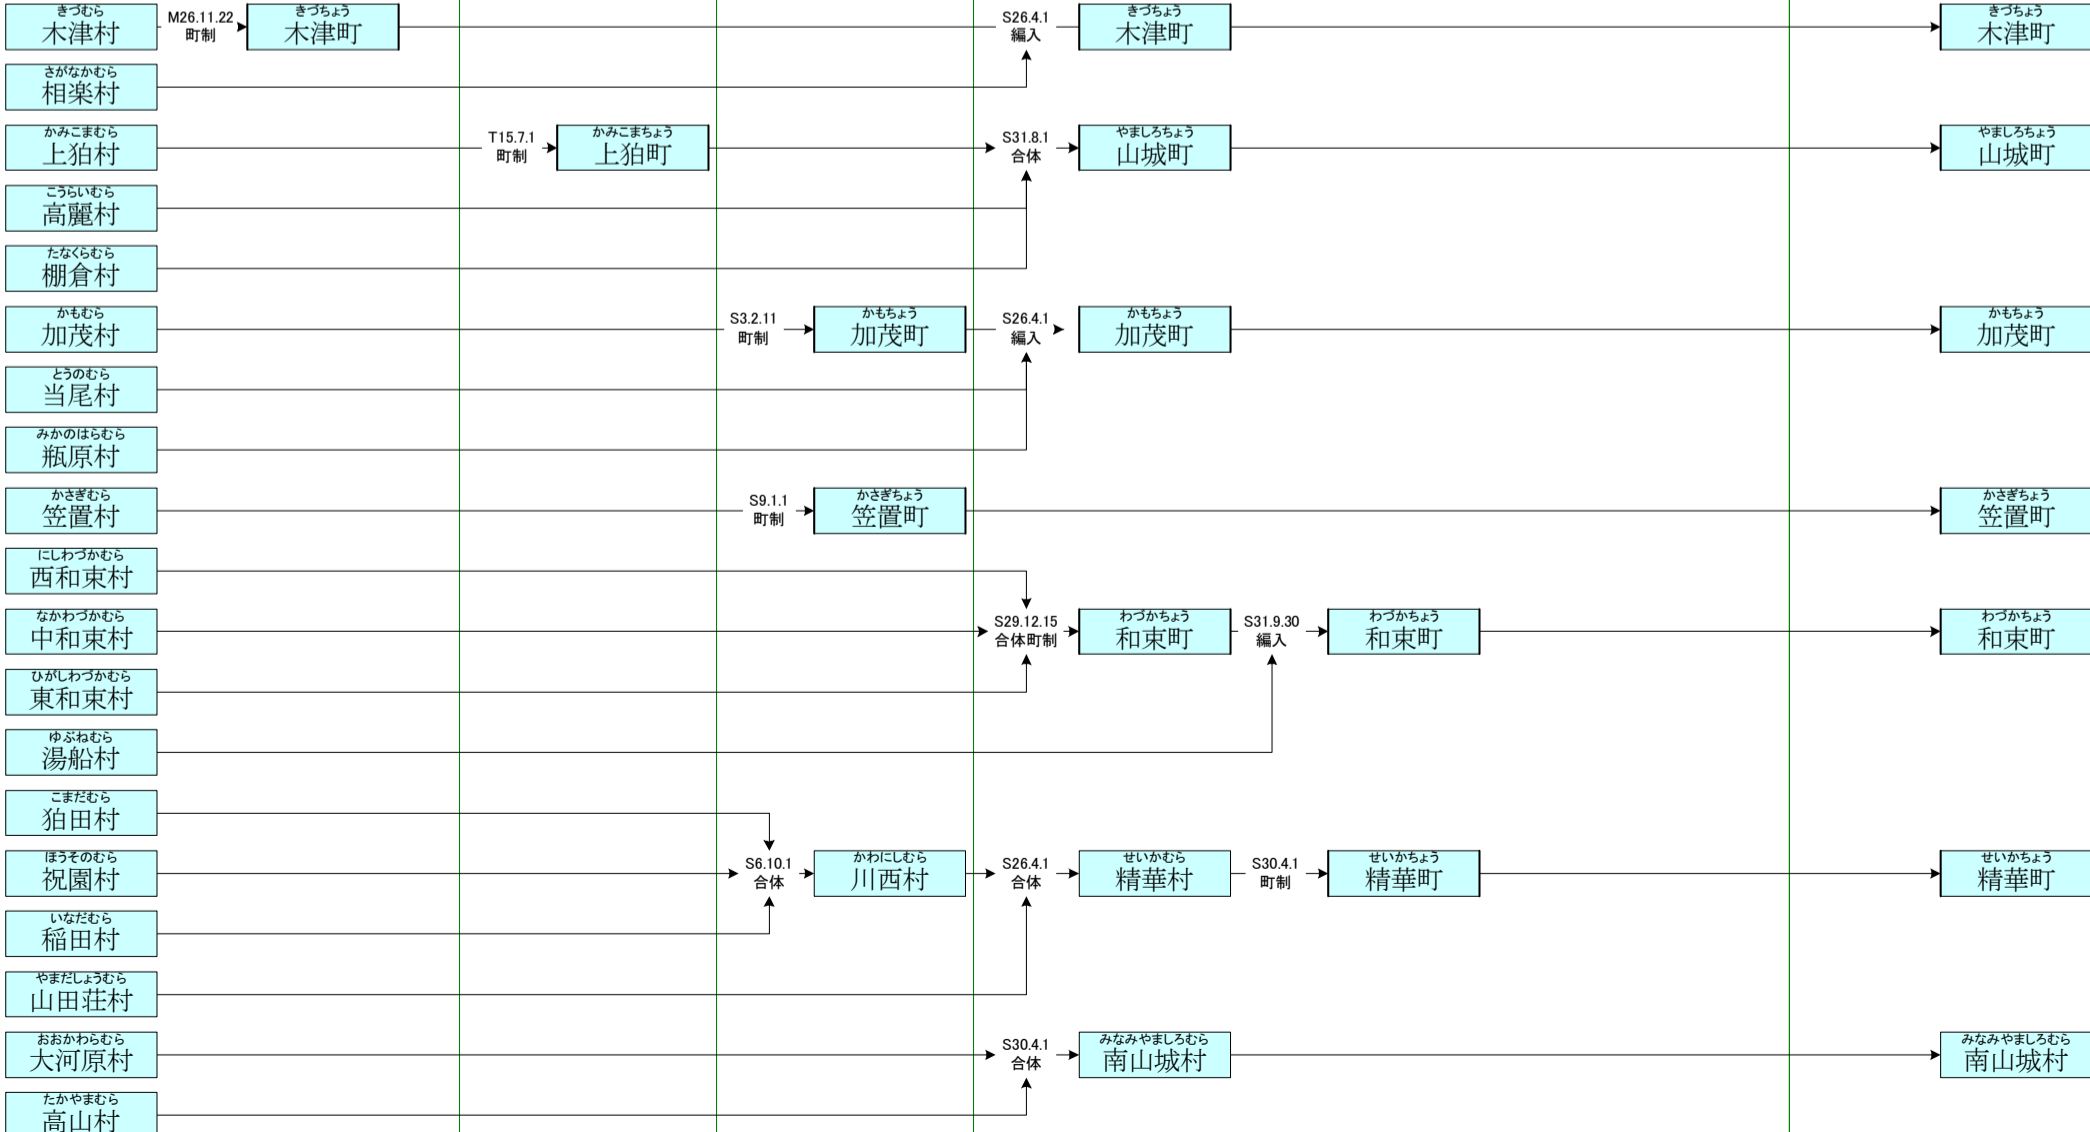 きづむら
木津村
M26.11.22
町制
きづちょう
木津町
S26.4.1
編入
きづちょう
木津町
きづちょう
木津町
さがなかむら
相楽村
かみこまむら
上狛村
T15.7.1
町制
かみこまちょう
上狛町
S31.8.1
合体
やましろちょう
山城町
やましろちょう
山城町
こうらいむら
高麗村
たなくらむら
棚倉村
かもむら
加茂村
S3.2.11
町制
かもちょう
加茂町
S26.4.1
編入
かもちょう
加茂町
かもちょう
加茂町
とうのむら
当尾村
みかのはらむら
瓶原村
かさぎむら
笠置村
S9.1.1
町制
かさぎちょう
笠置町
かさぎちょう
笠置町
にしわづかむら
西和束村
なかわづかむら
中和束村
S29.12.15
合体町制
わづかちょう
和束町
S31.9.30
編入
わづかちょう
和束町
わづかちょう
和束町
ひがしわづかむら
東和束村
ゆぶねむら
湯船村
こまだむら
狛田村
ほうそのむら
祝園村
S6.10.1
合体
かわにしむら
川西村
S26.4.1
合体
せいかむら
精華村
S30.4.1
町制
せいかちょう
精華町
せいかちょう
精華町
いなだむら
稲田村
やまだしょうむら
山田荘村
おおかわらむら
大河原村
S30.4.1
合体
みなみやましろむら
南山城村
みなみやましろむら
南山城村
たかやまむら
高山村